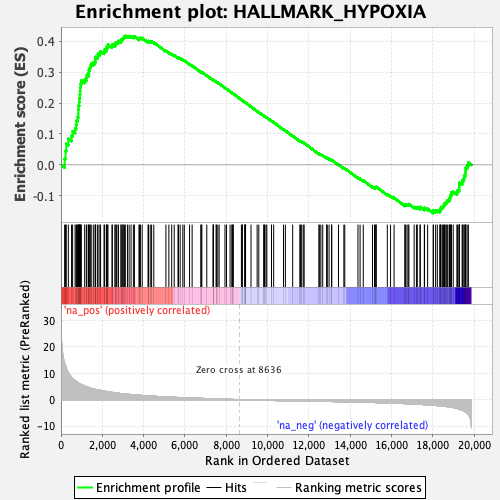 Enrichment plot: HALLMARK_HYPOXIA
Enrichment score (ES)
0.4
0.3
0.2
0.1
0.0
-0.1
'na_pos' (positively correlated)
Ranked list metric (PreRanked)
30
20
10
0
-10
Zero cross at 8636
'na_neg' (negatively correlated)
0
2,000
4,000
6,000
8,000
10,000
12,000
14,000
16,000
18,000
20,000
Rank in Ordered Dataset
Enrichment profile
Hits
Ranking metric scores